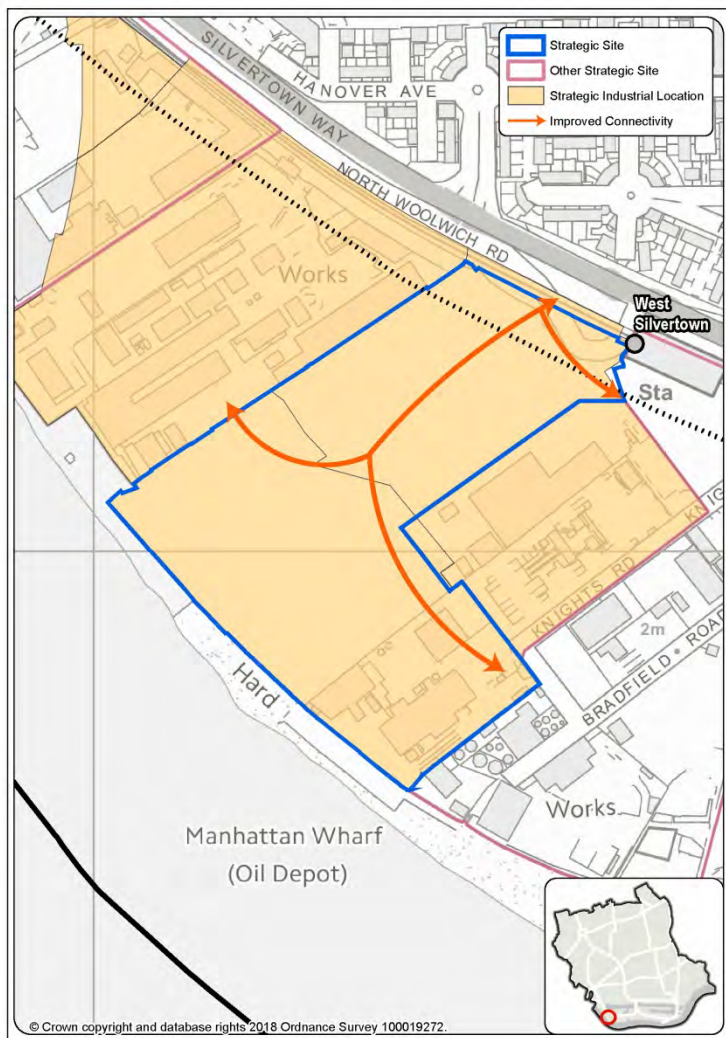 Strategic Site
Other Strategic Site
Strategic Industrial Location
Improved Connectivity
SILVERTOWN WAY
HANOVER AVE
NORTH WOOLWICH RD
Works
West
Silvertown
Sta
KNIG
KNIGHTS RD
2m
BRADFIELD ROAD
Hard
Works
Manhattan Wharf
(Oil Depot)
© Crown copyright and database rights 2018 Ordnance Survey 100019272.